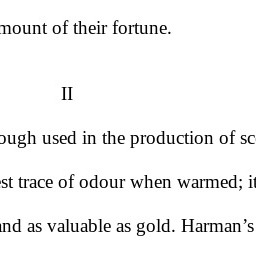 mount of their fortune.
II
ough used in the production of sc
est trace of odour when warmed; it
and as valuable as gold. Harman’s